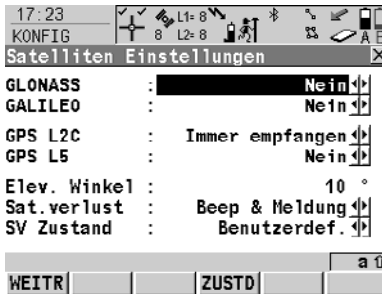 17:23
KONFIG
8
L1= 8
L2= 8
A B
Satelliten Einstellungen X
GLONASS : Nein
GALILEO : Nein
GPS L2C : Immer empfangen
GPS L5 : Nein
Elev. Winkel : 10 °
Sat.verlust : Beep & Meldung
SV Zustand : Benutzerdef.
a
WEITR ZUSTD